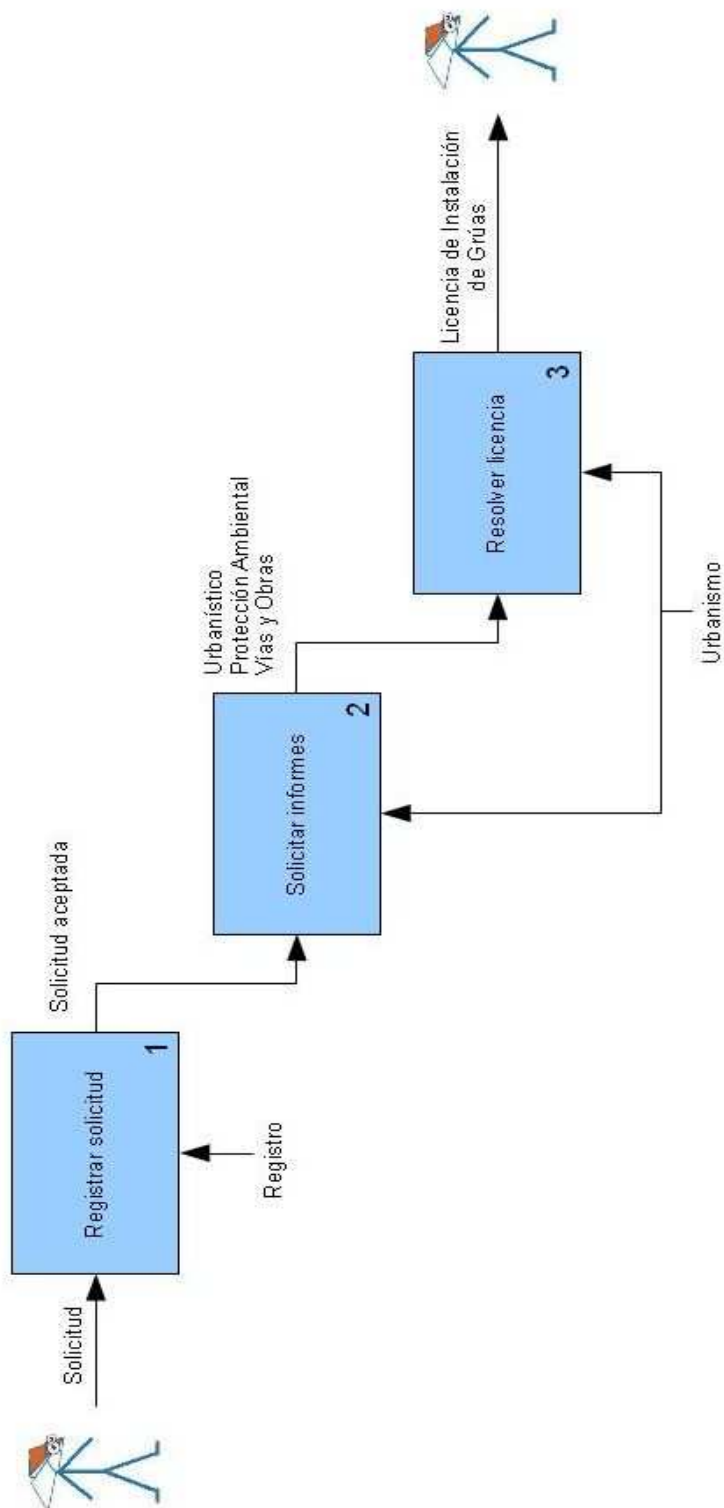 Solicitud
Registrar solicitud
1
Registro
Solicitud aceptada
Solicitar informes
2
Urbanístico
Protección Ambiental
Vías y Obras
Resolver licencia
3
Urbanismo
Licencia de Instalación
de Grúas